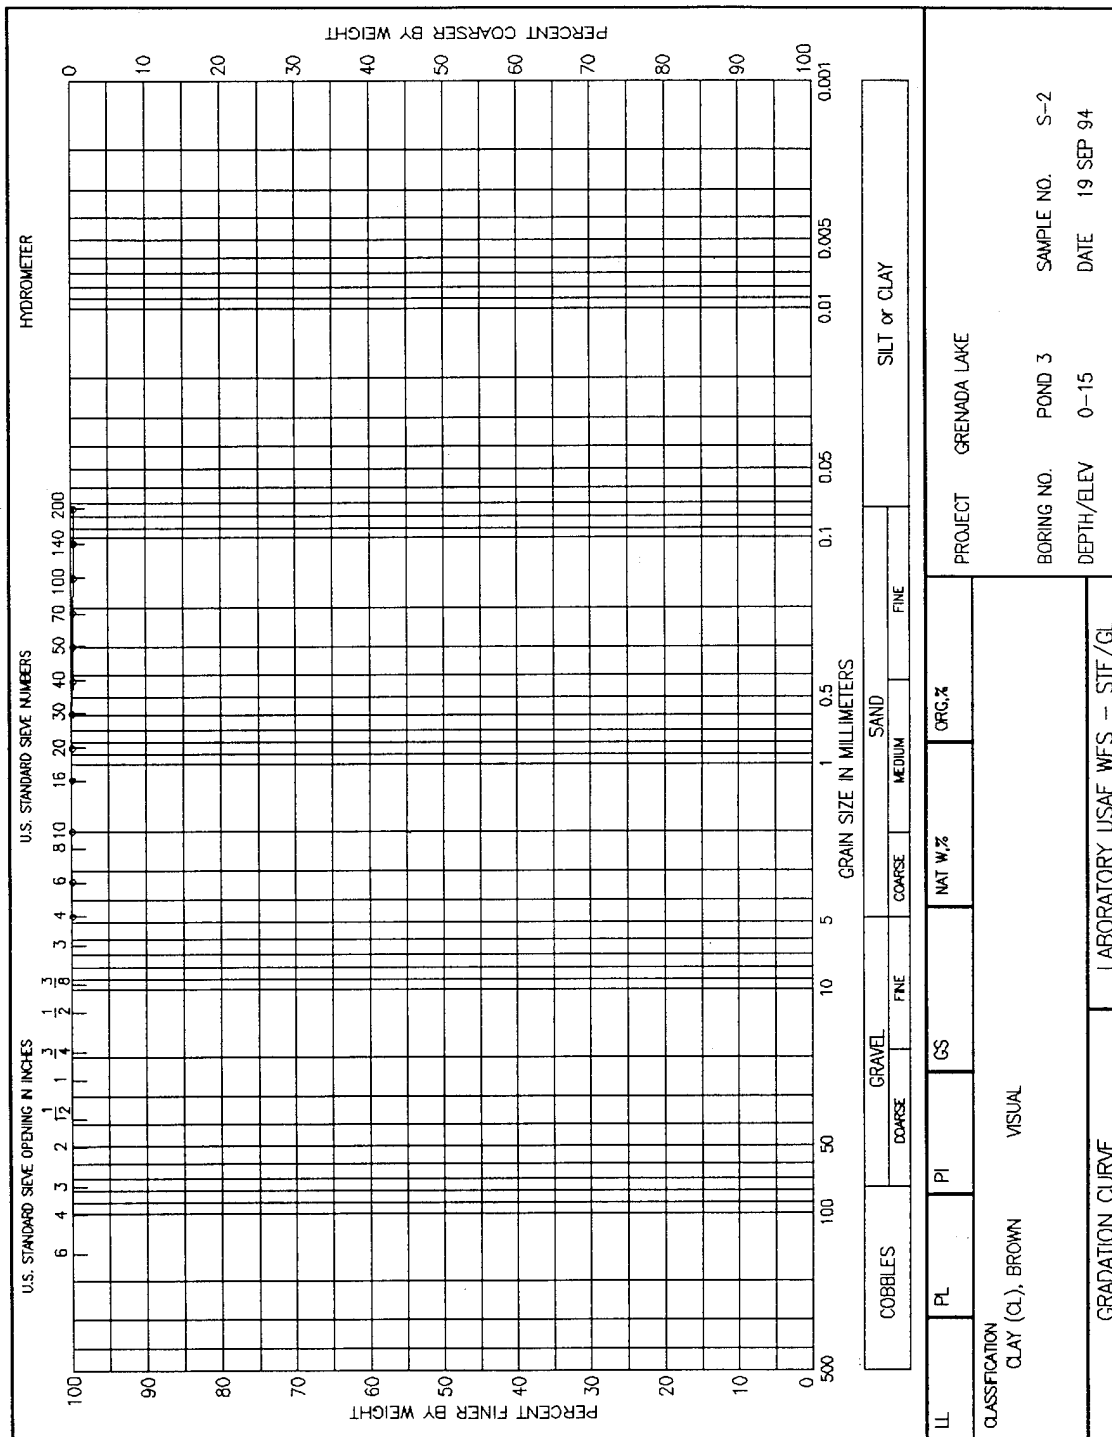 U.S. STANDARD SIEVE OPENING IN INCHES U.S. STANDARD SIEVE NUMBERS HYDROMETER
6 4 3 2 1 1/2 1 3/4 1/2 3/8 3 4 6 8 10 16 20 30 40 50 70 100 140 200
PERCENT FINER BY WEIGHT
100
90
80
70
60
50
40
30
20
10
0
PERCENT COARSER BY WEIGHT
0
10
20
30
40
50
60
70
80
90
100
500 100 50 10 5 1 0.5 0.1 0.05 0.01 0.005 0.001
GRAIN SIZE IN MILLIMETERS
COBBLES GRAVEL SAND SILT or CLAY
COARSE FINE COARSE MEDIUM FINE
LL PL PI GS NAT W,% ORG,%
CLASSIFICATION
CLAY (CL), BROWN VISUAL
PROJECT GRENADA LAKE
BORING NO. POND 3 SAMPLE NO. S-2
DEPTH/ELEV 0-15 DATE 19 SEP 94
GRADATION CURVE LABORATORY USAE WES - STF/GL